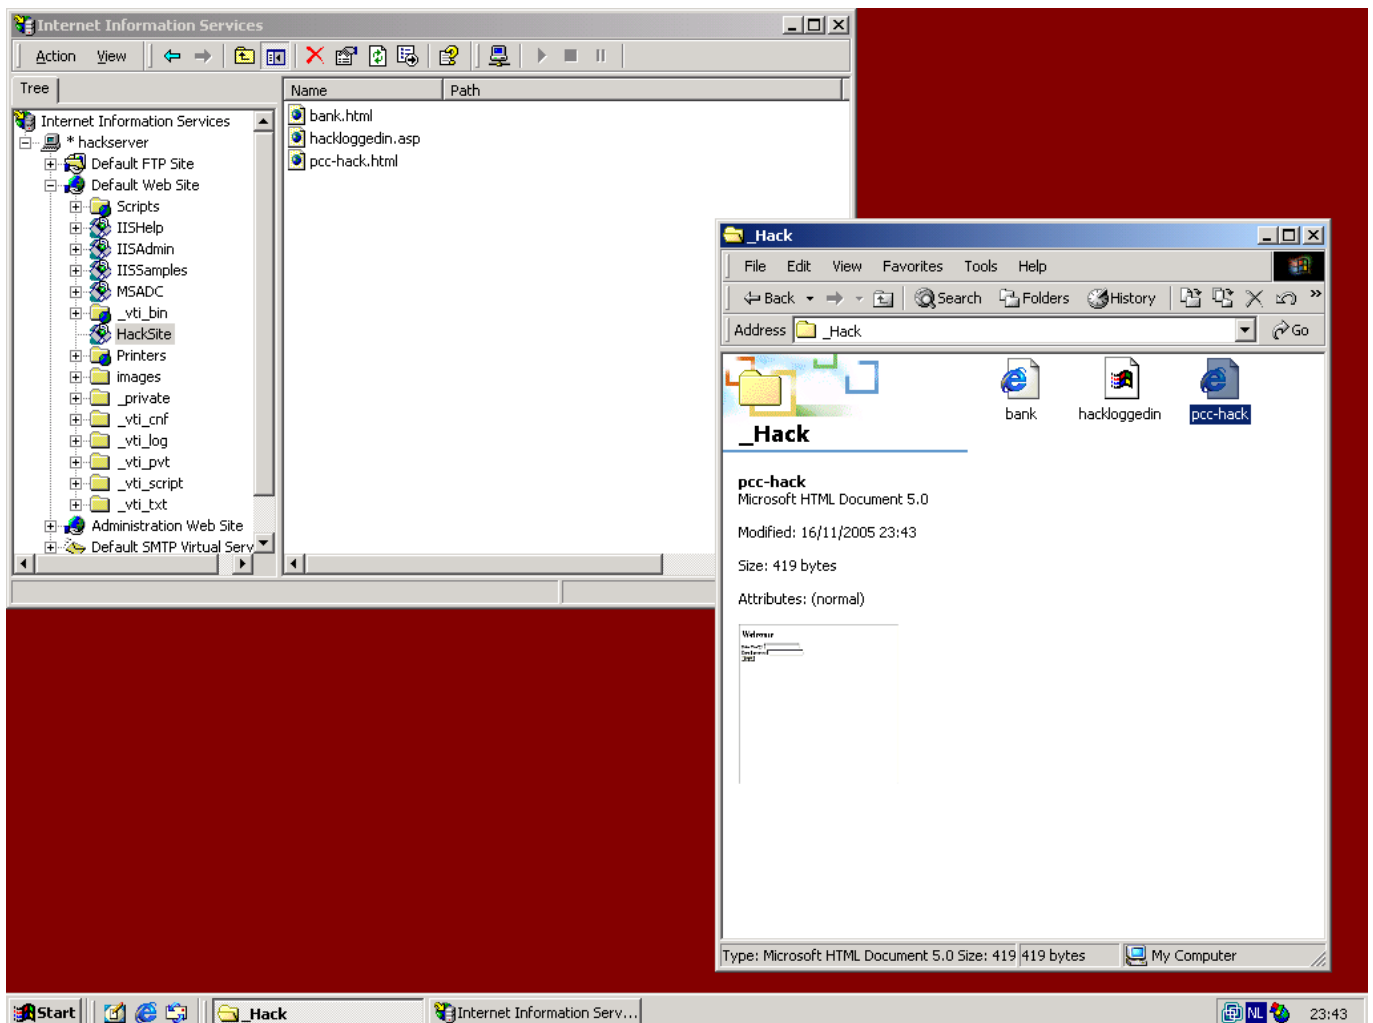 Internet Information Services
Action View
Tree
Name Path
Internet Information Services
* hackserver
Default FTP Site
Default Web Site
Scripts
IISHelp
IISAdmin
IISSamples
MSADC
_vti_bin
HackSite
Printers
images
_private
_vti_cnf
_vti_log
_vti_pvt
_vti_script
_vti_txt
Administration Web Site
Default SMTP Virtual Serv
bank.html
hackloggedin.asp
pcc-hack.html
_Hack
File Edit View Favorites Tools Help
Back Search Folders History »
Address _Hack Go
_Hack
pcc-hack
Microsoft HTML Document 5.0
Modified: 16/11/2005 23:43
Size: 419 bytes
Attributes: (normal)
Welcome
bank hackloggedin pcc-hack
Type: Microsoft HTML Document 5.0 Size: 419 419 bytes My Computer
Start _Hack Internet Information Serv... NL 23:43